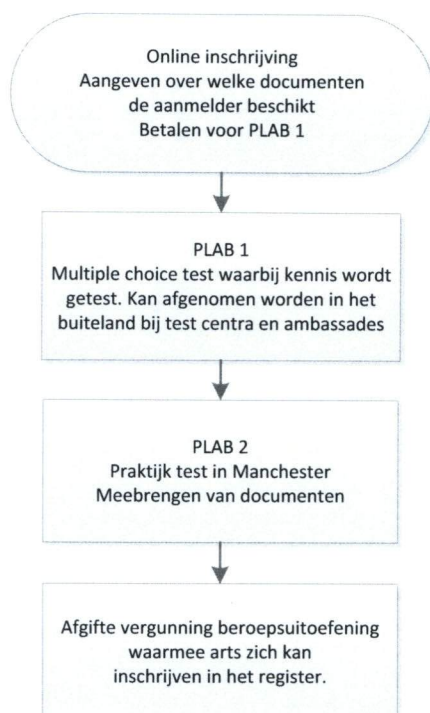 Online inschrijving
Aangeven over welke documenten
de aanmelder beschikt
Betalen voor PLAB 1
PLAB 1
Multiple choice test waarbij kennis wordt
getest. Kan afgenomen worden in het
buiteland bij test centra en ambassades
PLAB 2
Praktijk test in Manchester
Meebrengen van documenten
Afgifte vergunning beroepsuitoefening
waarmee arts zich kan
inschrijven in het register.